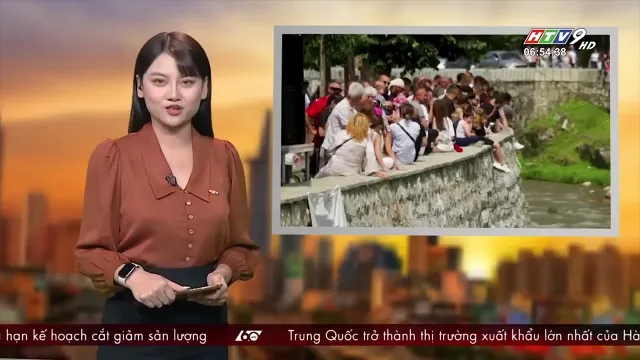 HTV9 HD
06:54:38
hạn kế hoạch cắt giảm sản lượng
Trung Quốc trở thành thị trường xuất khẩu lớn nhất của Hà